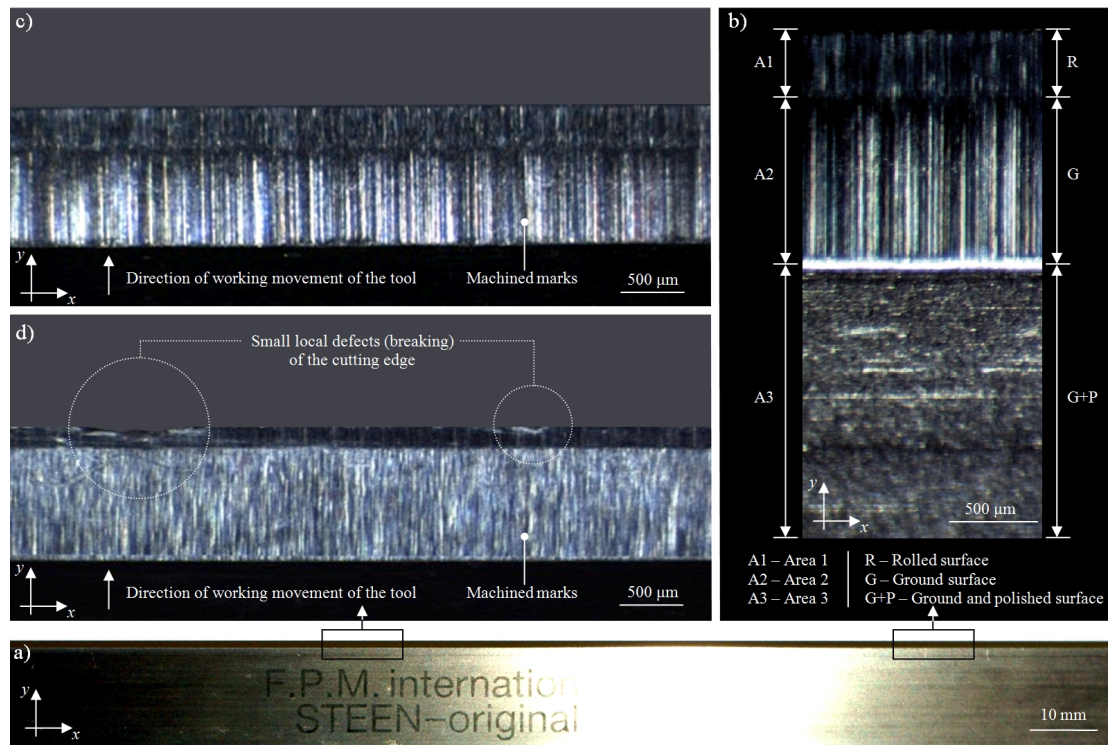 c)
y
x
Direction of working movement of the tool
Machined marks
500 μm
d)
Small local defects (breaking)
of the cutting edge
y
x
Direction of working movement of the tool
Machined marks
500 μm
b)
A1
R
A2
G
A3
G+P
y
x
500 μm
A1 – Area 1
R – Rolled surface
A2 – Area 2
G – Ground surface
A3 – Area 3
G+P – Ground and polished surface
a)
F.P.M. internation
STEEN–original
y
x
10 mm